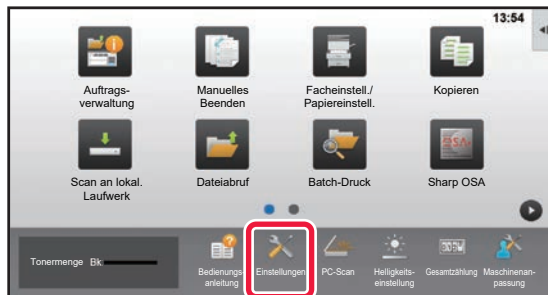 13:54
Auftrags-
verwaltung
Manuelles
Beenden
Facheinstell./
Papiereinstell.
Kopieren
Scan an lokal.
Laufwerk
Dateiabruf
Batch-Druck
Sharp OSA
Tonermenge Bk
Bedienungs-
anleitung
Einstellungen
PC-Scan
Helligkeits-
einstellung
Gesamtzählung
Maschinenan-
passung